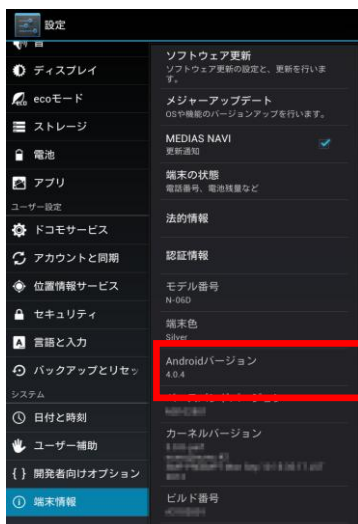 設定
音
ディスプレイ
ecoモード
ストレージ
電池
アプリ
ユーザー設定
ドコモサービス
アカウントと同期
位置情報サービス
セキュリティ
言語と入力
バックアップとリセッ
システム
日付と時刻
ユーザー補助
開発者向けオプション
端末情報
ソフトウェア更新
ソフトウェア更新の設定と、更新を行いま
す。
メジャーアップデート
OSや機能のバージョンアップを行います。
MEDIAS NAVI
更新通知
端末の状態
電話番号、電池残量など
法的情報
認証情報
モデル番号
N-06D
端末色
Silver
Androidバージョン
4.0.4
カーネルバージョン
ビルド番号